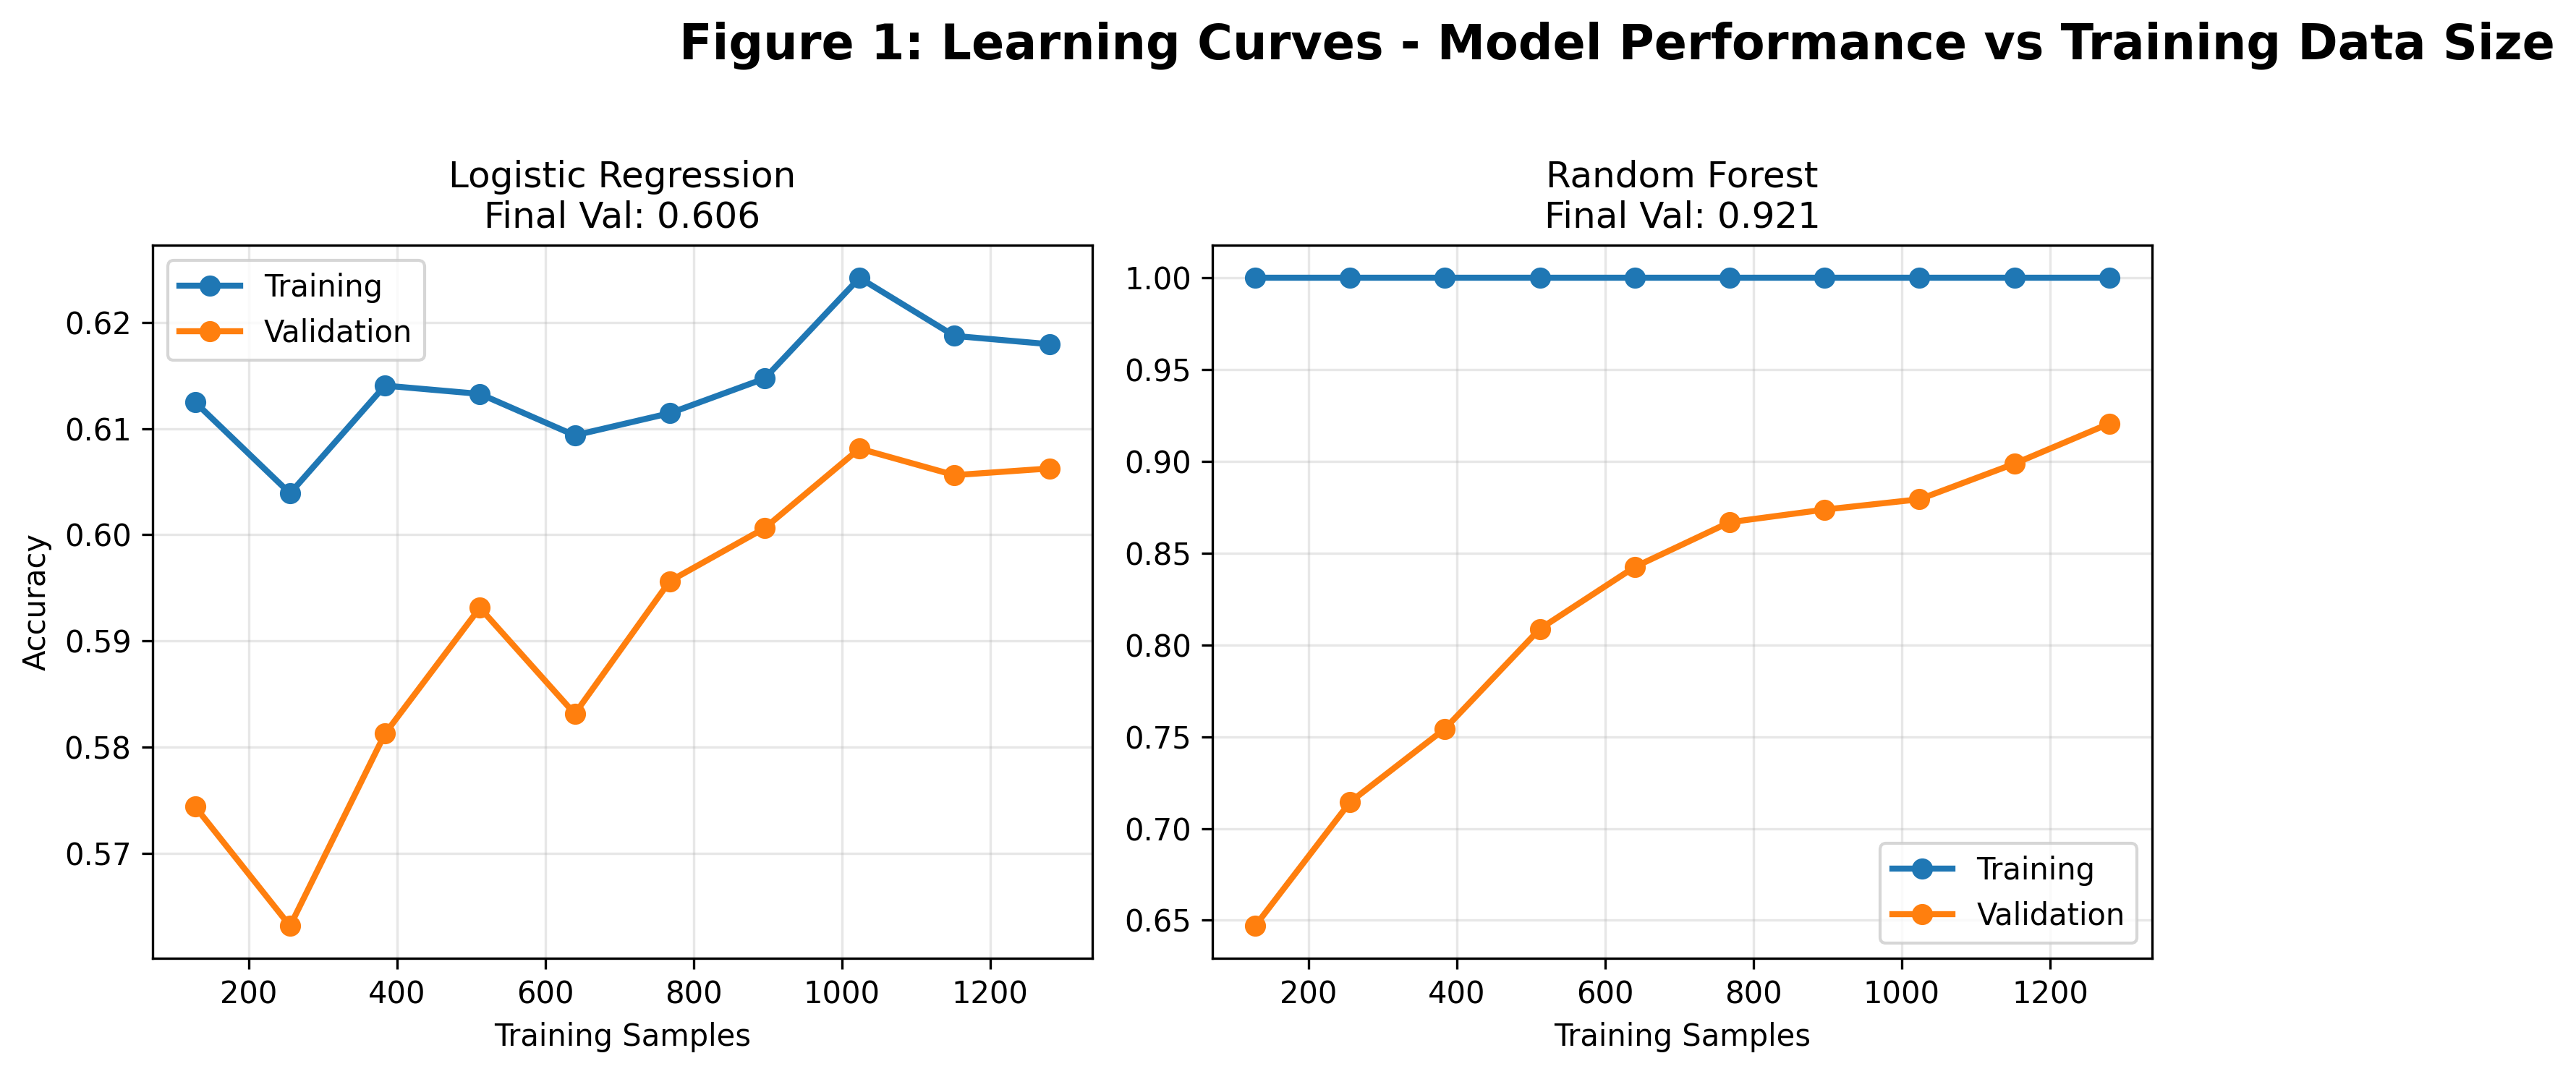 Figure 1: Learning Curves - Model Performance vs Training Data Size
Logistic Regression
Final Val: 0.606
Training
Validation
0.62
0.61
0.60
0.59
0.58
0.57
Accuracy
200 400 600 800 1000 1200
Training Samples
Random Forest
Final Val: 0.921
1.00
0.95
0.90
0.85
0.80
0.75
0.70
0.65
Training
Validation
200 400 600 800 1000 1200
Training Samples